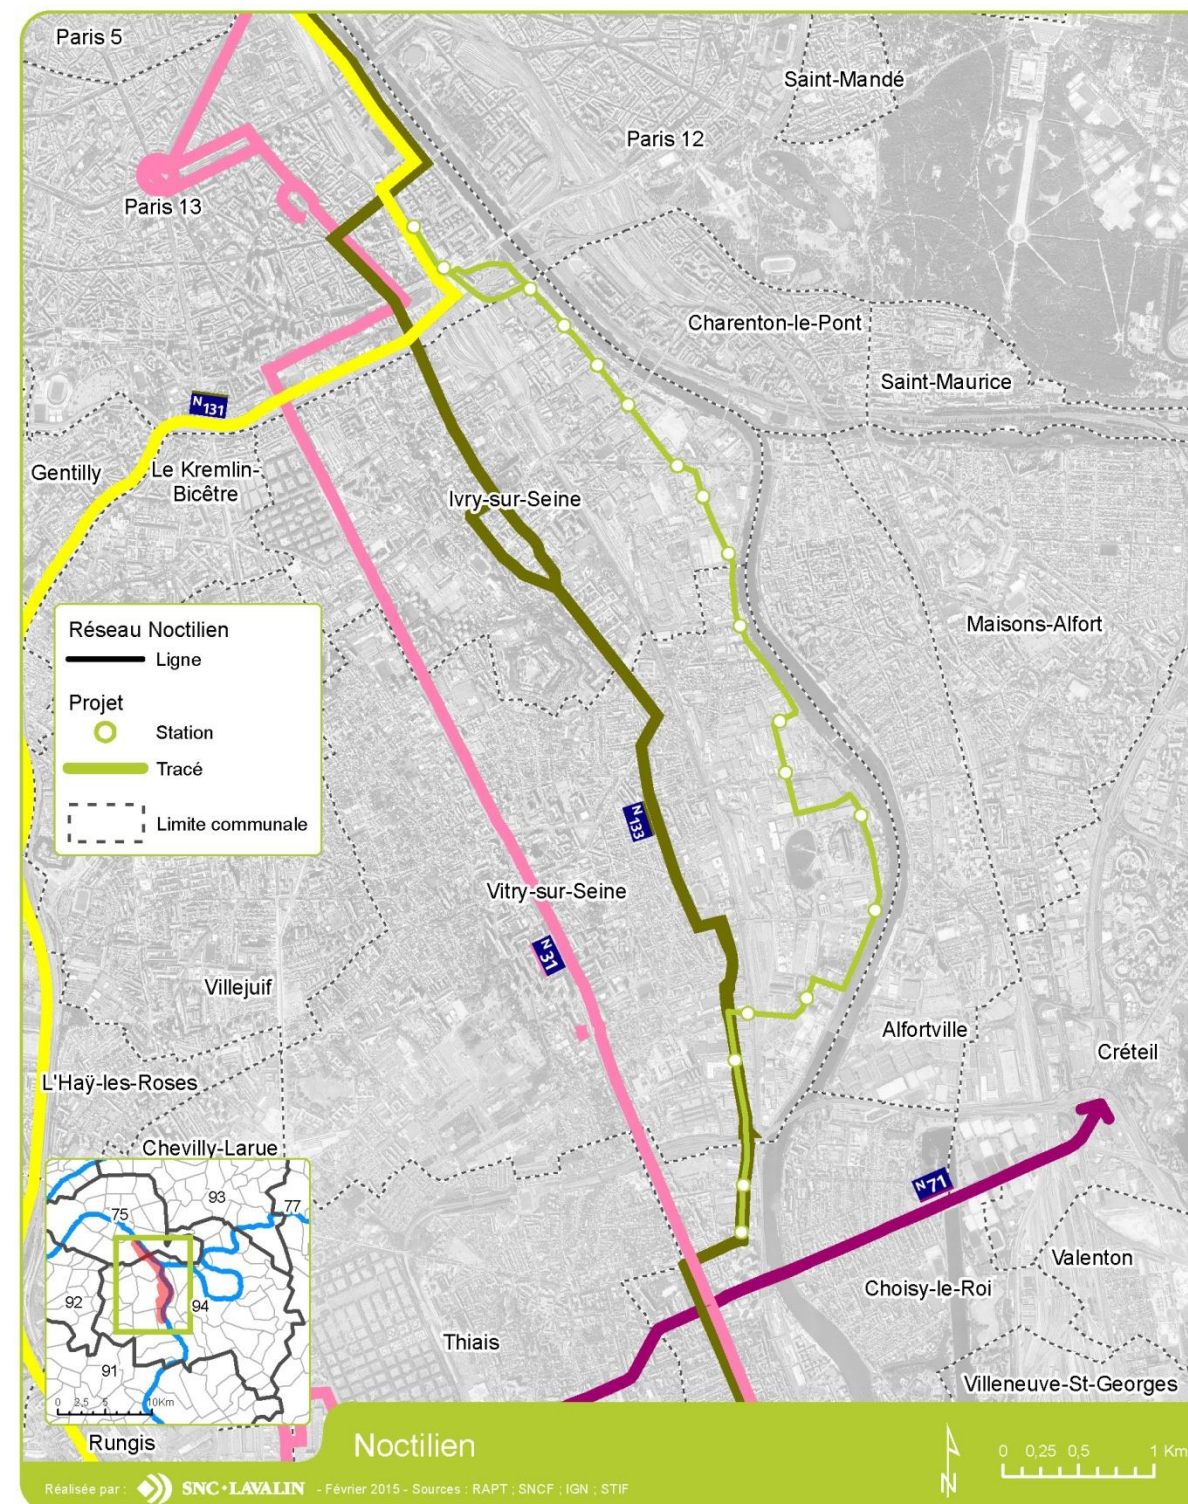 Paris 5
Saint-Mandé
Paris 12
Paris 13
Charenton-le-Pont
Saint-Maurice
N131
Gentilly
Le Kremlin-
Bicêtre
Ivry-sur-Seine
Maisons-Alfort
Réseau Noctilien
Ligne
Projet
Station
Tracé
Limite communale
N133
Vitry-sur-Seine
N31
Villejuif
Alfortville
Créteil
L'Haÿ-les-Roses
Chevilly-Larue
N71
93
77
75
92
94
91
0 2,5 5 10Km
Valenton
Choisy-le-Roi
Thiais
Villeneuve-St-Georges
Rungis
Noctilien
N
0 0,25 0,5 1 Km
Réalisée par : SNC•LAVALIN - Février 2015 - Sources : RAPT ; SNCF ; IGN ; STIF